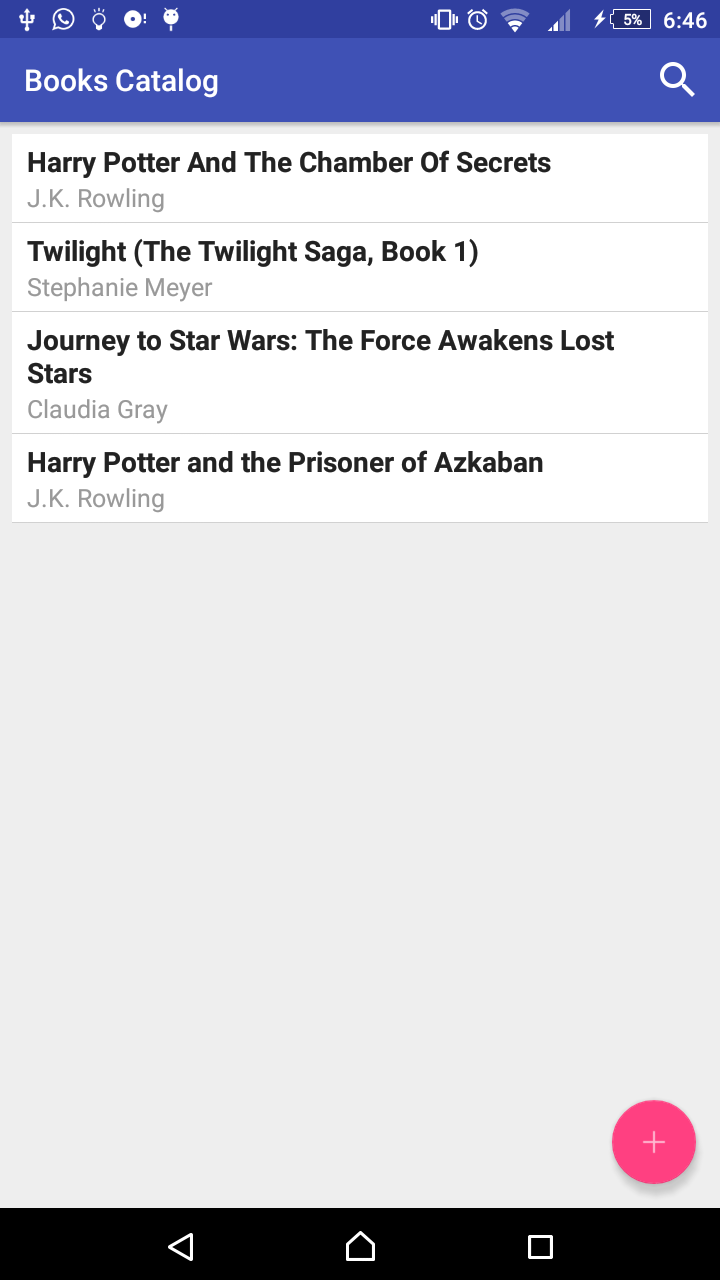 5% 6:46
Books Catalog
Harry Potter And The Chamber Of Secrets
J.K. Rowling
Twilight (The Twilight Saga, Book 1)
Stephanie Meyer
Journey to Star Wars: The Force Awakens Lost
Stars
Claudia Gray
Harry Potter and the Prisoner of Azkaban
J.K. Rowling